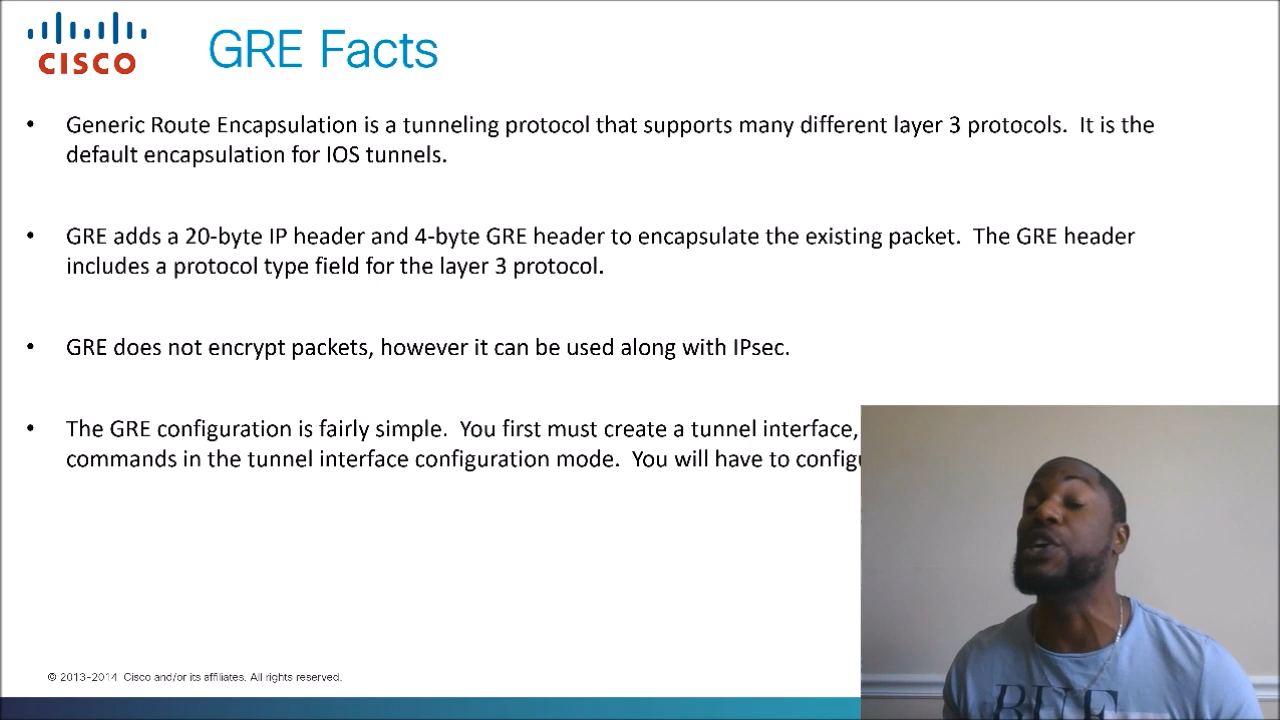 CISCO
GRE Facts
• Generic Route Encapsulation is a tunneling protocol that supports many different layer 3 protocols. It is the
default encapsulation for IOS tunnels.
• GRE adds a 20-byte IP header and 4-byte GRE header to encapsulate the existing packet. The GRE header
includes a protocol type field for the layer 3 protocol.
• GRE does not encrypt packets, however it can be used along with IPsec.
• The GRE configuration is fairly simple. You first must create a tunnel interface,
commands in the tunnel interface configuration mode. You will have to
© 2013-2014 Cisco and/or its affiliates. All rights reserved.